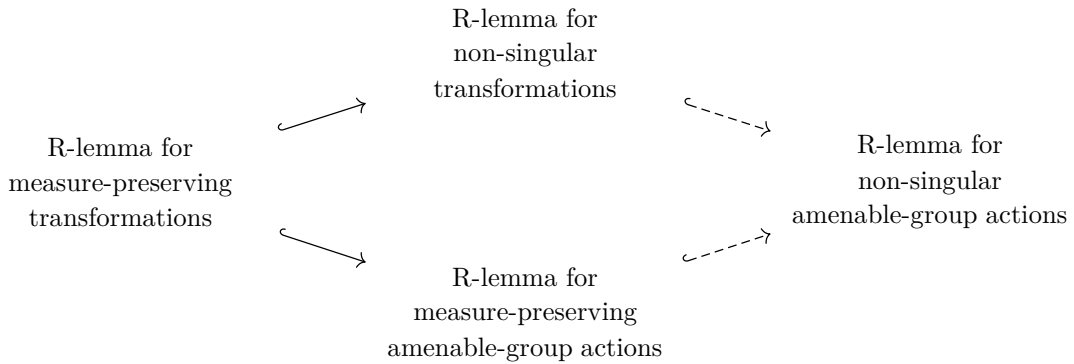 R-lemma for
non-singular
transformations
R-lemma for
measure-preserving
transformations
R-lemma for
non-singular
amenable-group actions
R-lemma for
measure-preserving
amenable-group actions